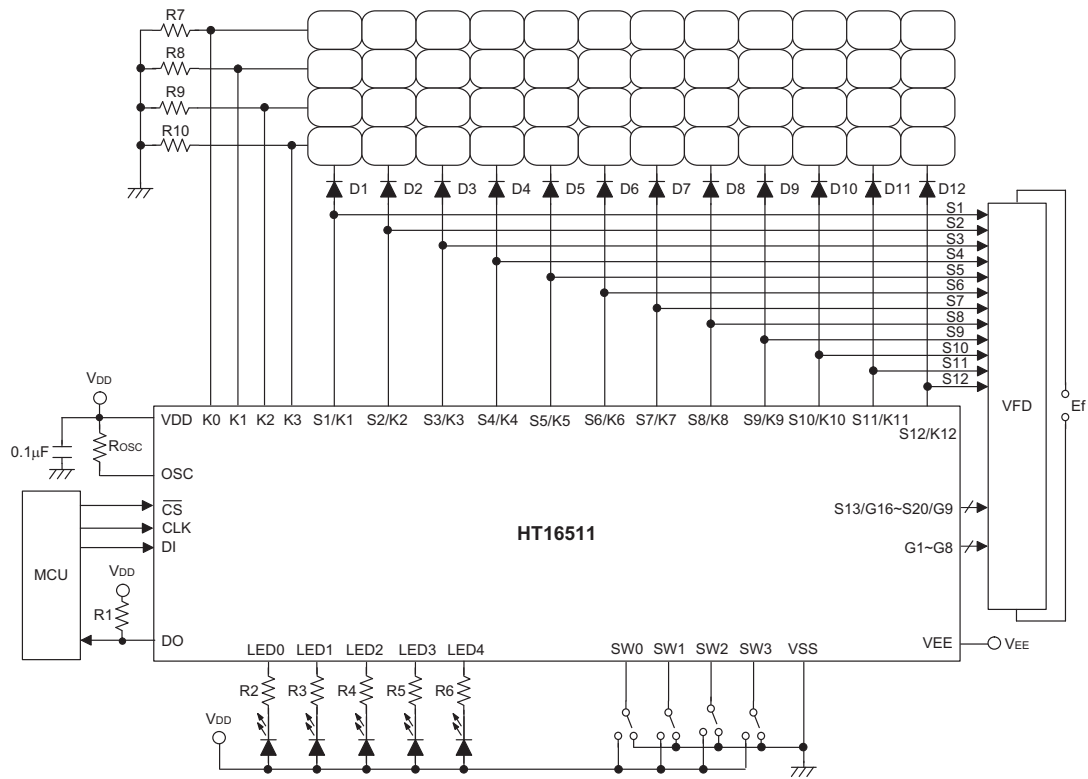 R7
R8
R9
R10
D1 D2 D3 D4 D5 D6 D7 D8 D9 D10 D11 D12
S1
S2
S3
S4
S5
S6
S7
S8
S9
S10
S11
S12
VFD
Ef
VDD
0.1μF
ROSC
VDD K0 K1 K2 K3 S1/K1 S2/K2 S3/K3 S4/K4 S5/K5 S6/K6 S7/K7 S8/K8 S9/K9 S10/K10 S11/K11 S12/K12
OSC
CS
CLK
DI
MCU
VDD
R1
DO
HT16511
S13/G16~S20/G9
G1~G8
VEE VEE
LED0 LED1 LED2 LED3 LED4
SW0 SW1 SW2 SW3 VSS
R2 R3 R4 R5 R6
VDD